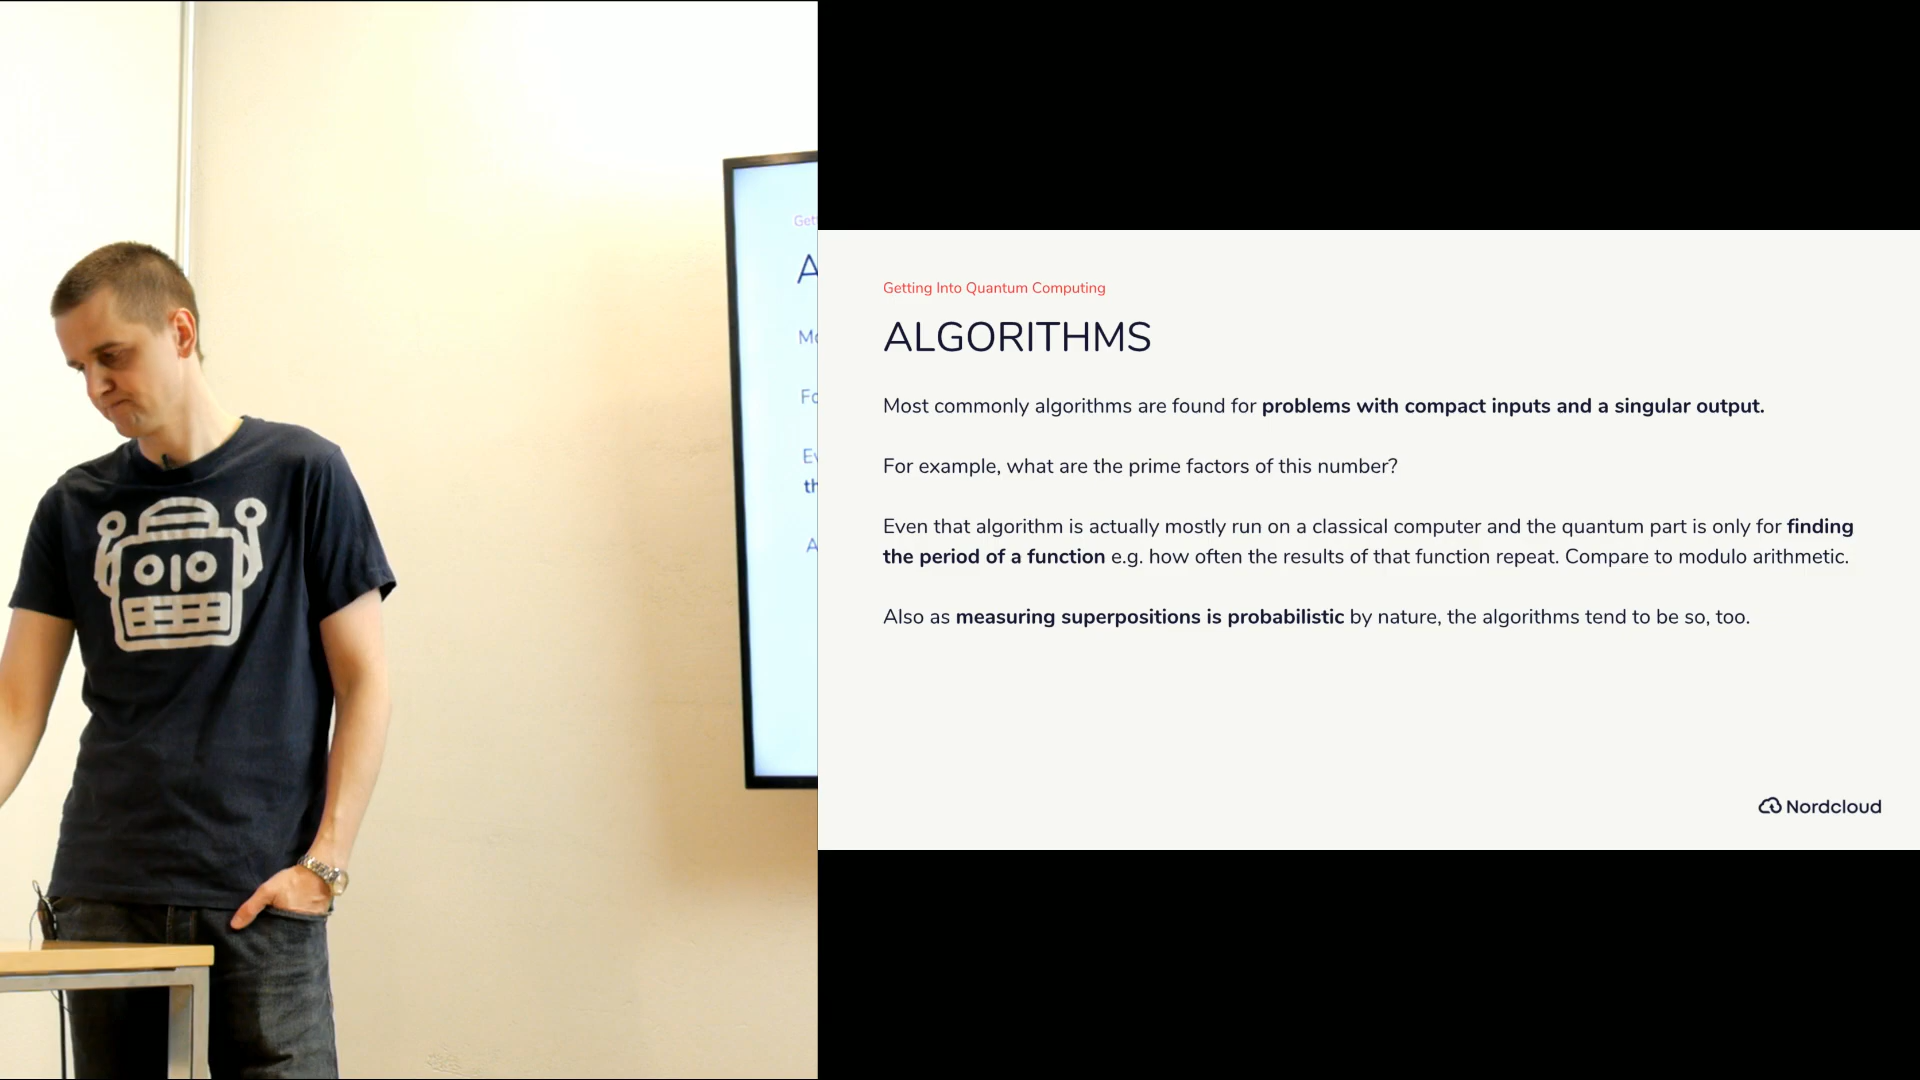 Getting Into Quantum Computing
ALGORITHMS
Most commonly algorithms are found for problems with compact inputs and a singular output.
For example, what are the prime factors of this number?
Even that algorithm is actually mostly run on a classical computer and the quantum part is only for finding
the period of a function e.g. how often the results of that function repeat. Compare to modulo arithmetic.
Also as measuring superpositions is probabilistic by nature, the algorithms tend to be so, too.
Nordcloud